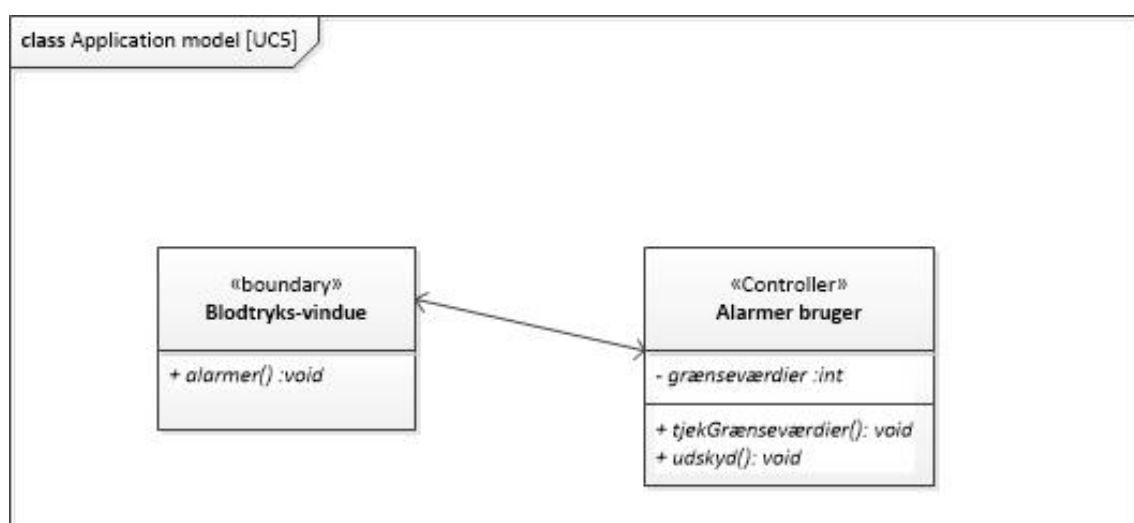 class Application model [UC5]
«boundary»
Blodtryks-vindue
+ alarmer() :void
«Controller»
Alarmer bruger
- grænseværdier :int
+ tjekGrænseværdier(): void
+ udskyd(): void